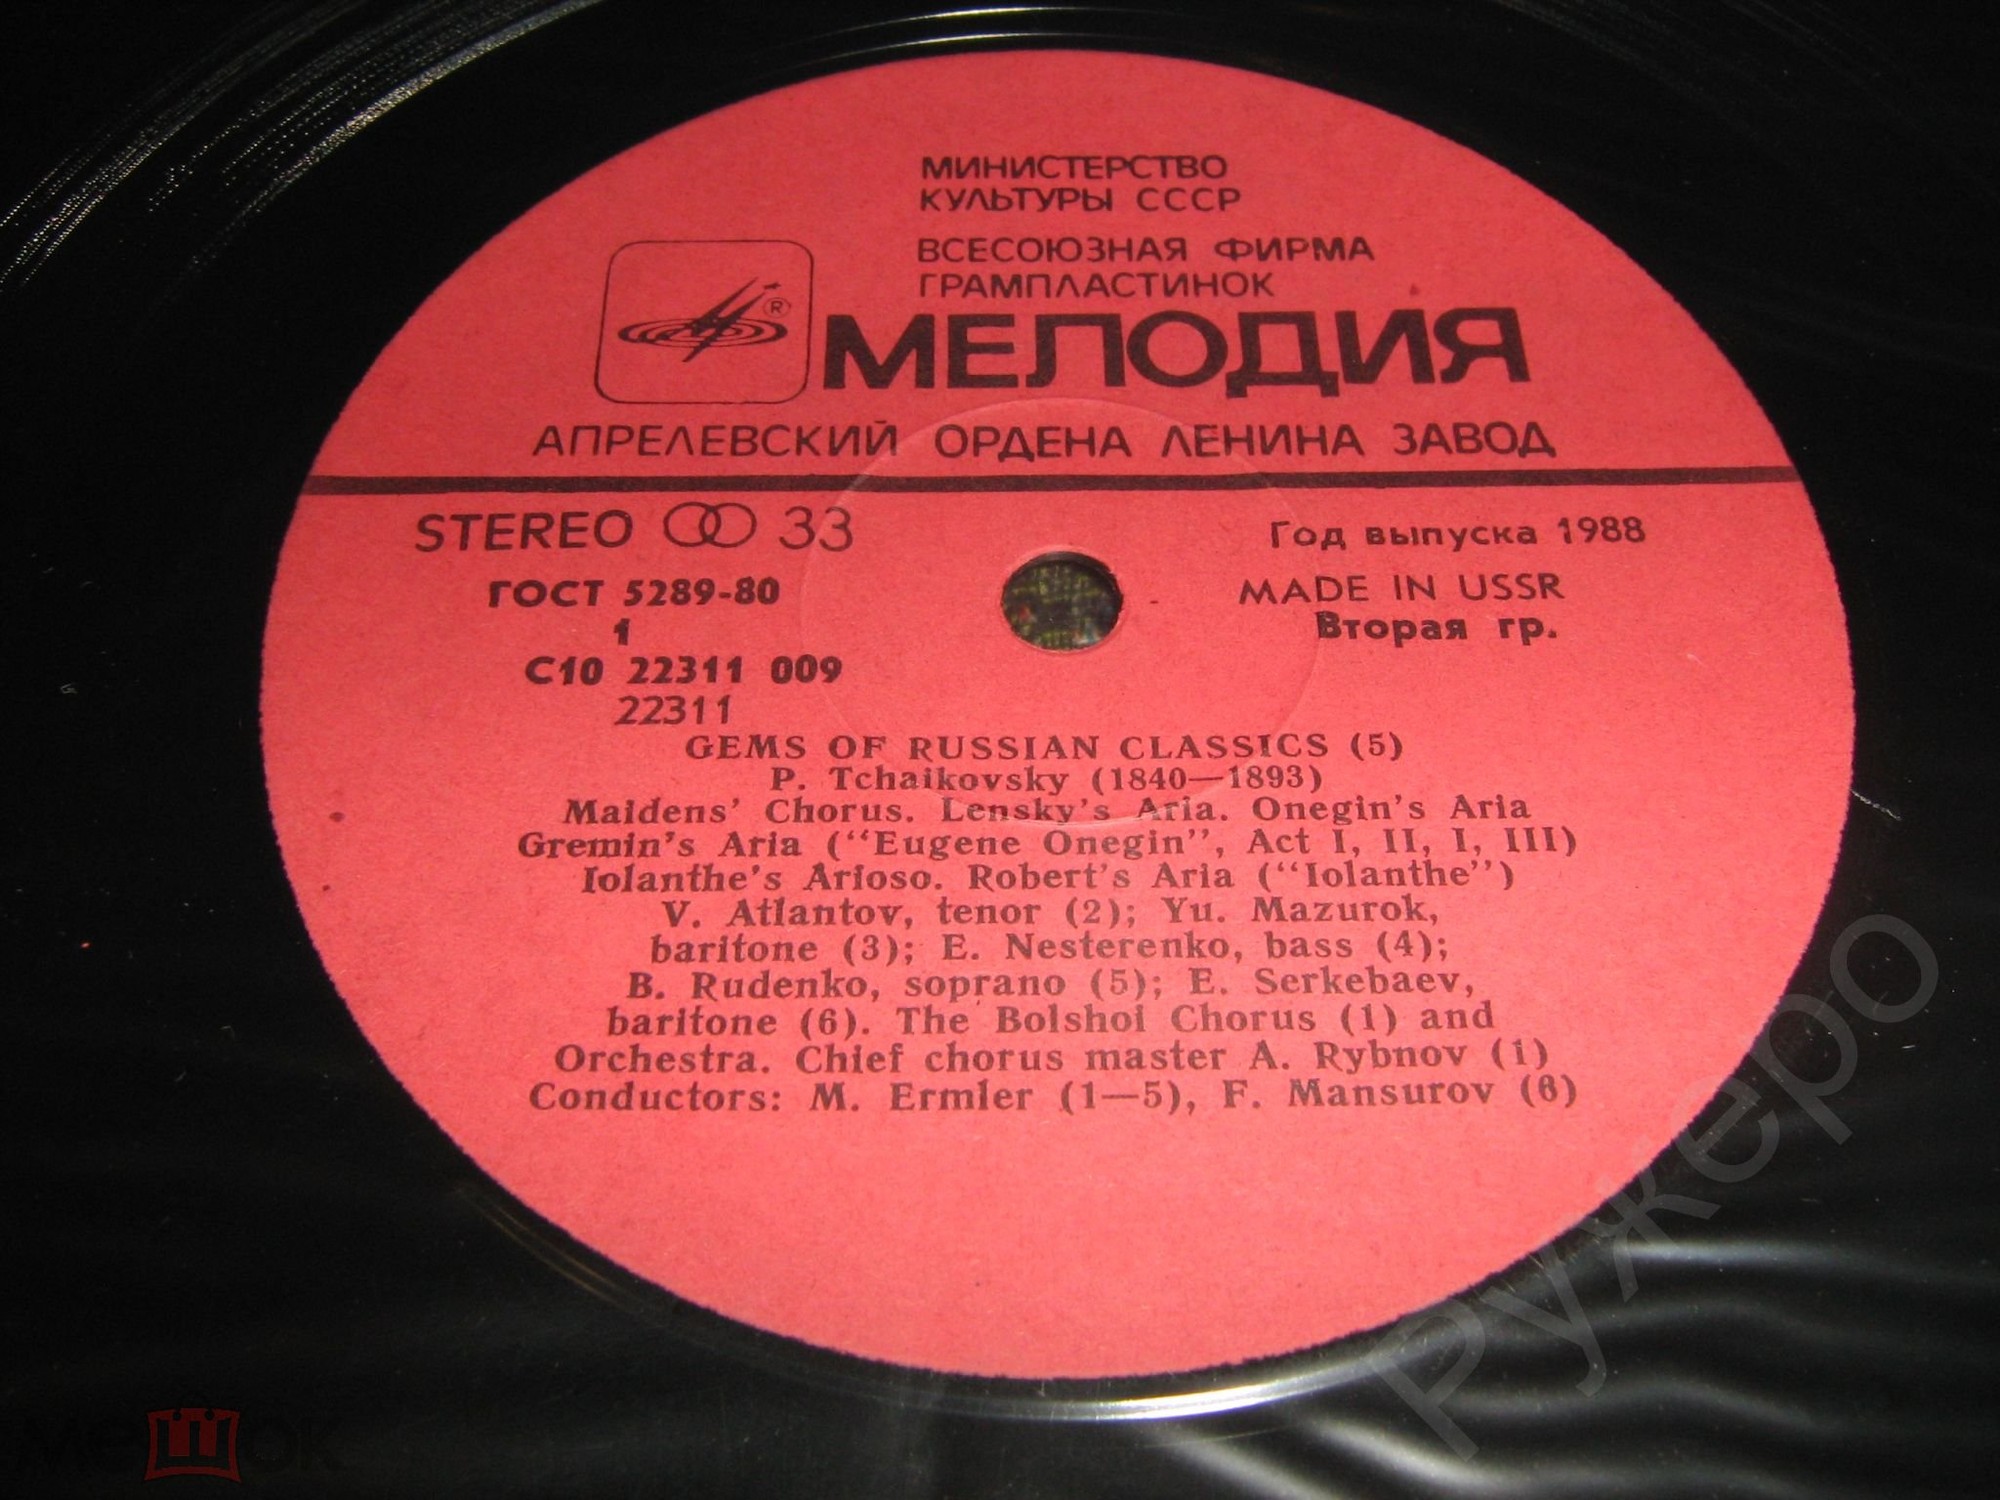 МИНИСТЕРСТВО
КУЛЬТУРЫ СССР
ВСЕСОЮЗНАЯ ФИРМА
ГРАМПЛАСТИНОК
®
МЕЛОДИЯ
АПРЕЛЕВСКИЙ ОРДЕНА ЛЕНИНА ЗАВОД
STEREO 33
Год выпуска 1988
ГОСТ 5289-80
MADE IN USSR
1
Вторая гр.
С10 22311 009
22311
GEMS OF RUSSIAN CLASSICS (5)
P. Tchaikovsky (1840—1893)
Maidens' Chorus. Lensky's Aria. Onegin's Aria
Gremin's Aria ("Eugene Onegin", Act I, II, I, III)
Iolanthe's Arioso. Robert's Aria ("Iolanthe")
V. Atlantov, tenor (2); Yu. Mazurok,
baritone (3); E. Nesterenko, bass (4);
B. Rudenko, soprano (5); E. Serkebaev,
baritone (6). The Bolshoi Chorus (1) and
Orchestra. Chief chorus master A. Rybnov (1)
Conductors: M. Ermler (1—5), F. Mansurov (6)
Ружеро
мешок